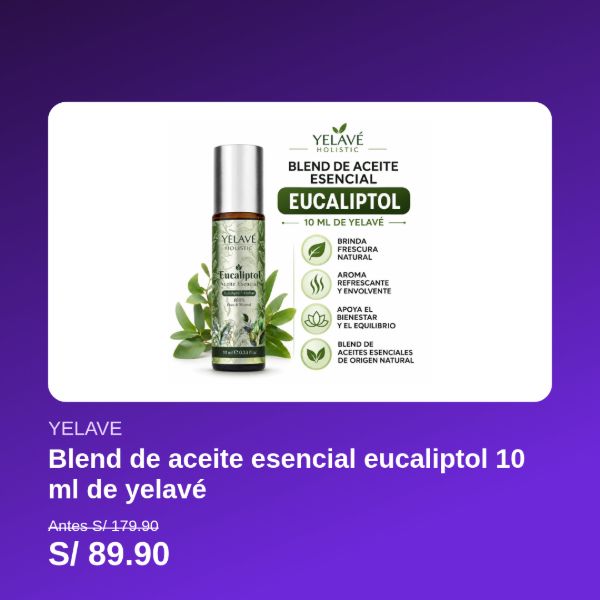 YELAVÉ
HOLISTIC
BLEND DE ACEITE
ESENCIAL
EUCALIPTOL
10 ML DE YELAVÉ
BRINDA
FRESCURA
NATURAL
AROMA
REFRESCANTE
Y ENVOLVENTE
APOYA EL
BIENESTAR
Y EL EQUILIBRIO
BLEND DE
ACEITES ESENCIALES
DE ORIGEN NATURAL
YELAVÉ
HOLISTIC
Eucaliptol
Aceite Esencial
YELAVE
Blend de aceite esencial eucaliptol 10
ml de yelavé
Antes S/ 179.90
S/ 89.90